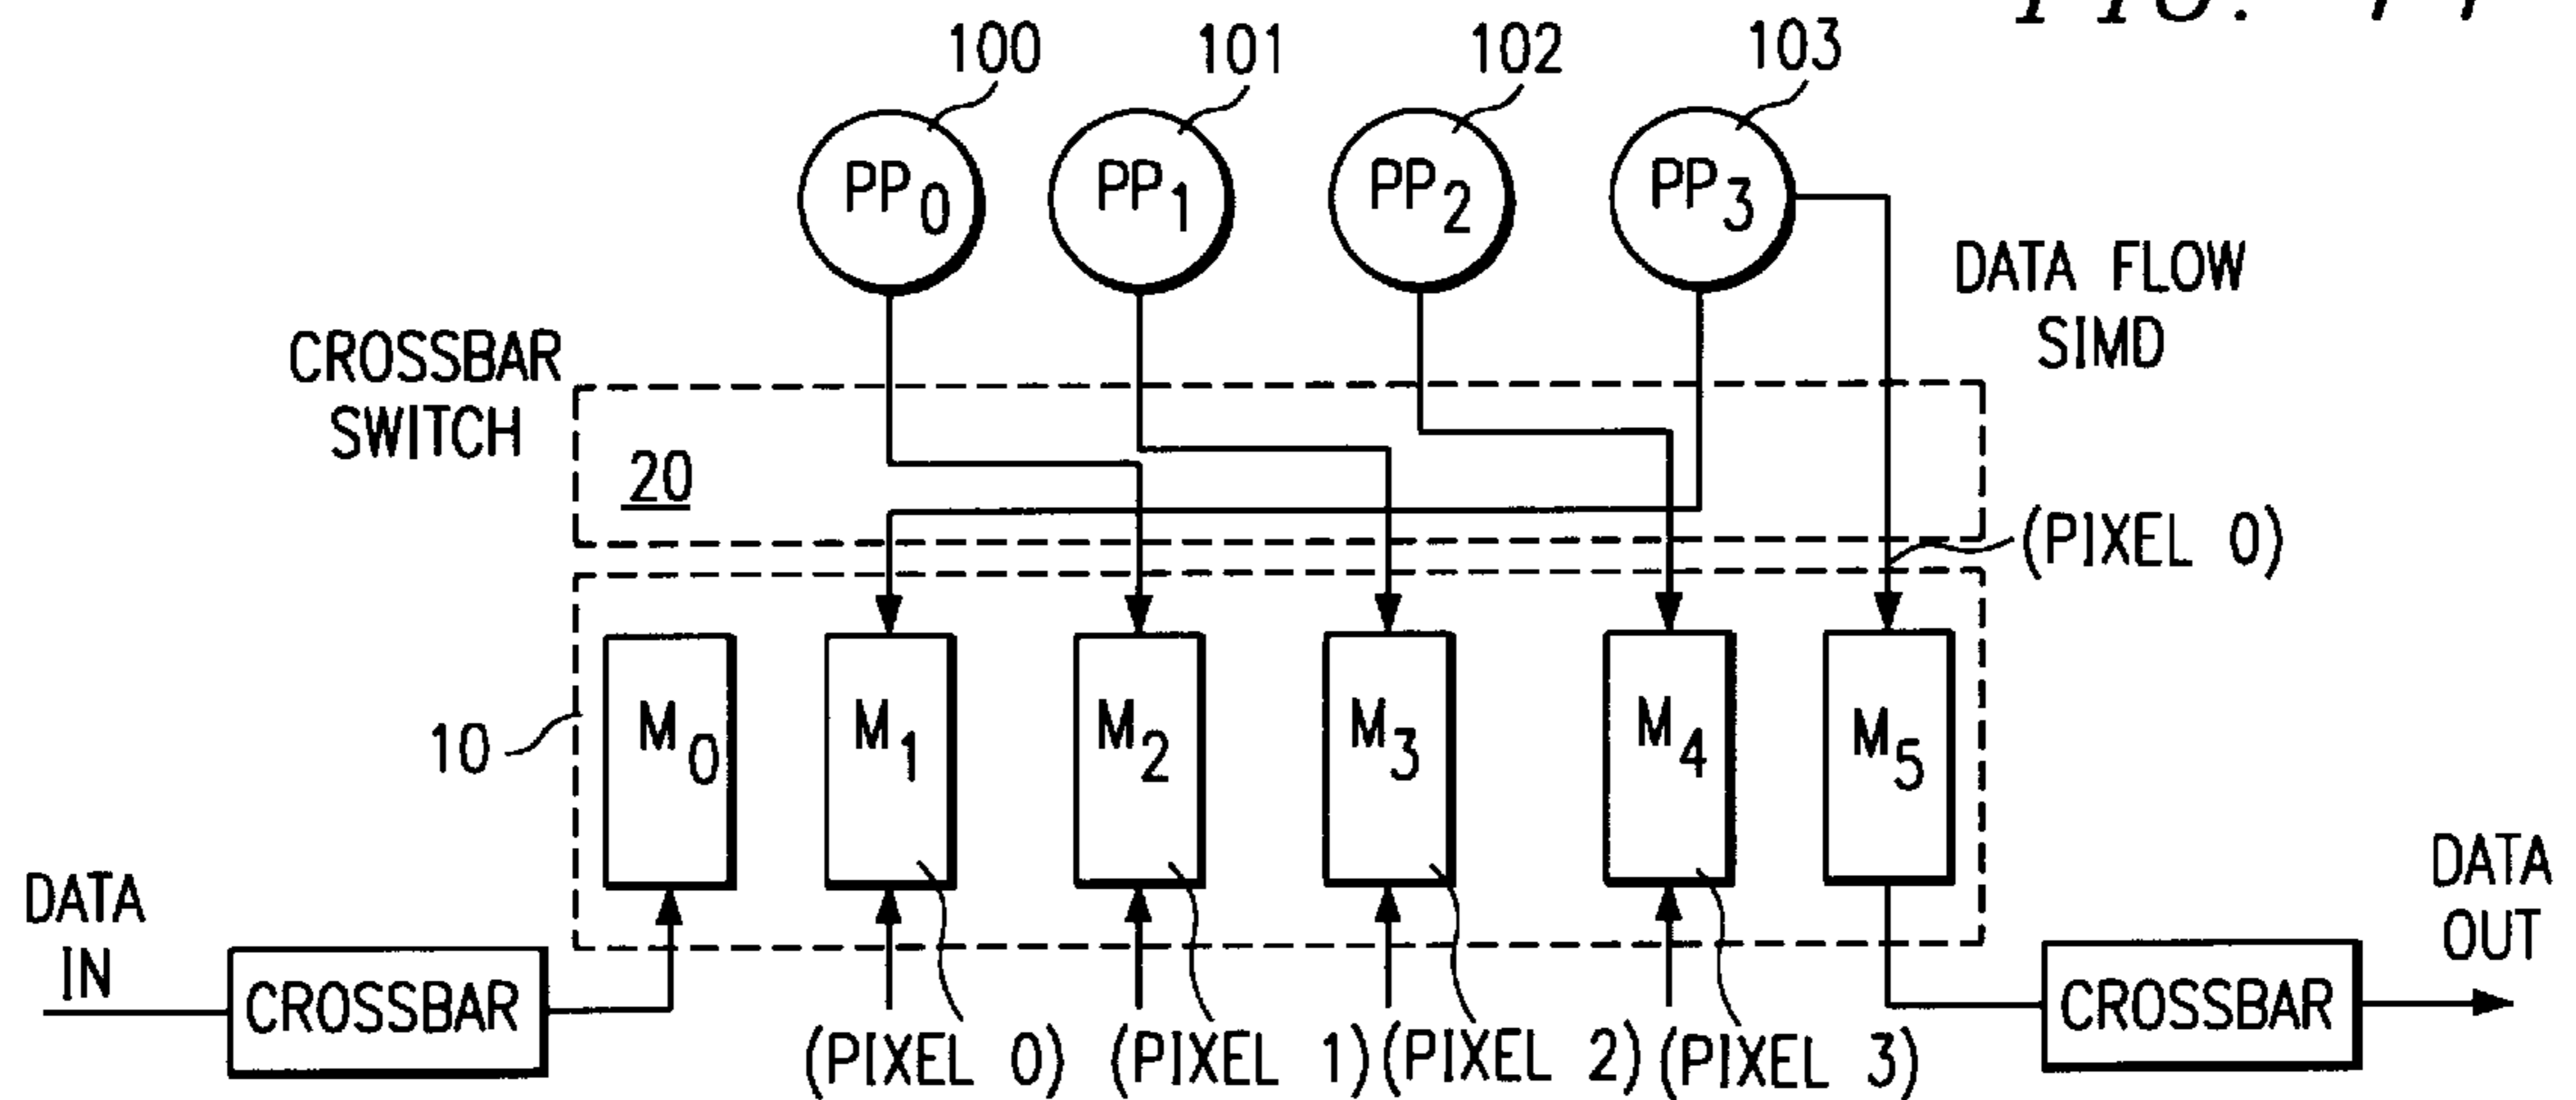 100
101
102
103
PP0
PP1
PP2
PP3
DATA FLOW
SIMD
CROSSBAR
SWITCH
20
(PIXEL 0)
10
M0
M1
M2
M3
M4
M5
DATA
IN
CROSSBAR
(PIXEL 0)
(PIXEL 1)
(PIXEL 2)
(PIXEL 3)
CROSSBAR
DATA
OUT